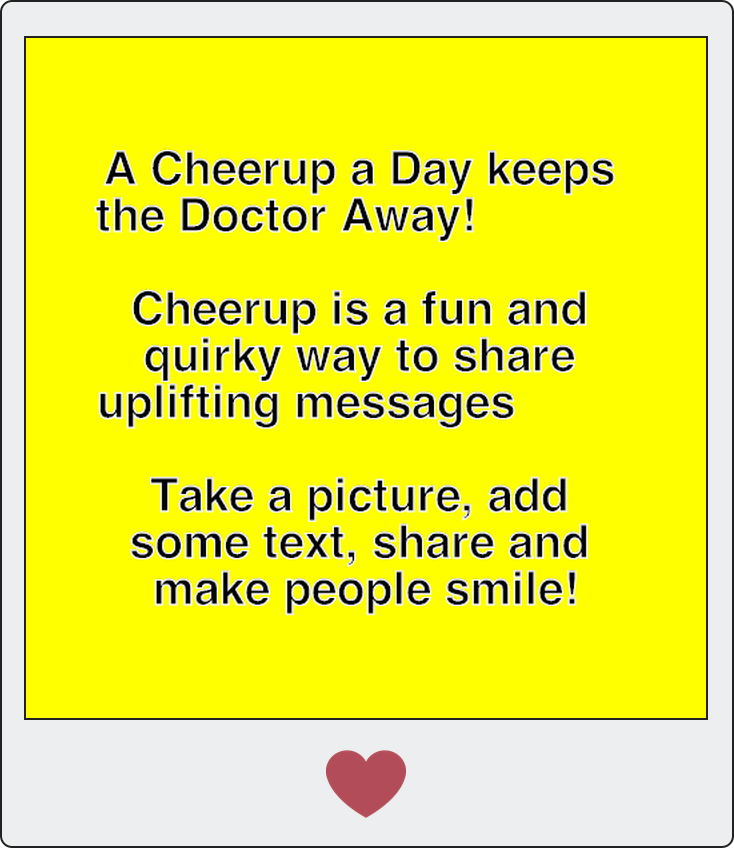 A Cheerup a Day keeps
the Doctor Away!
Cheerup is a fun and
quirky way to share
uplifting messages
Take a picture, add
some text, share and
make people smile!